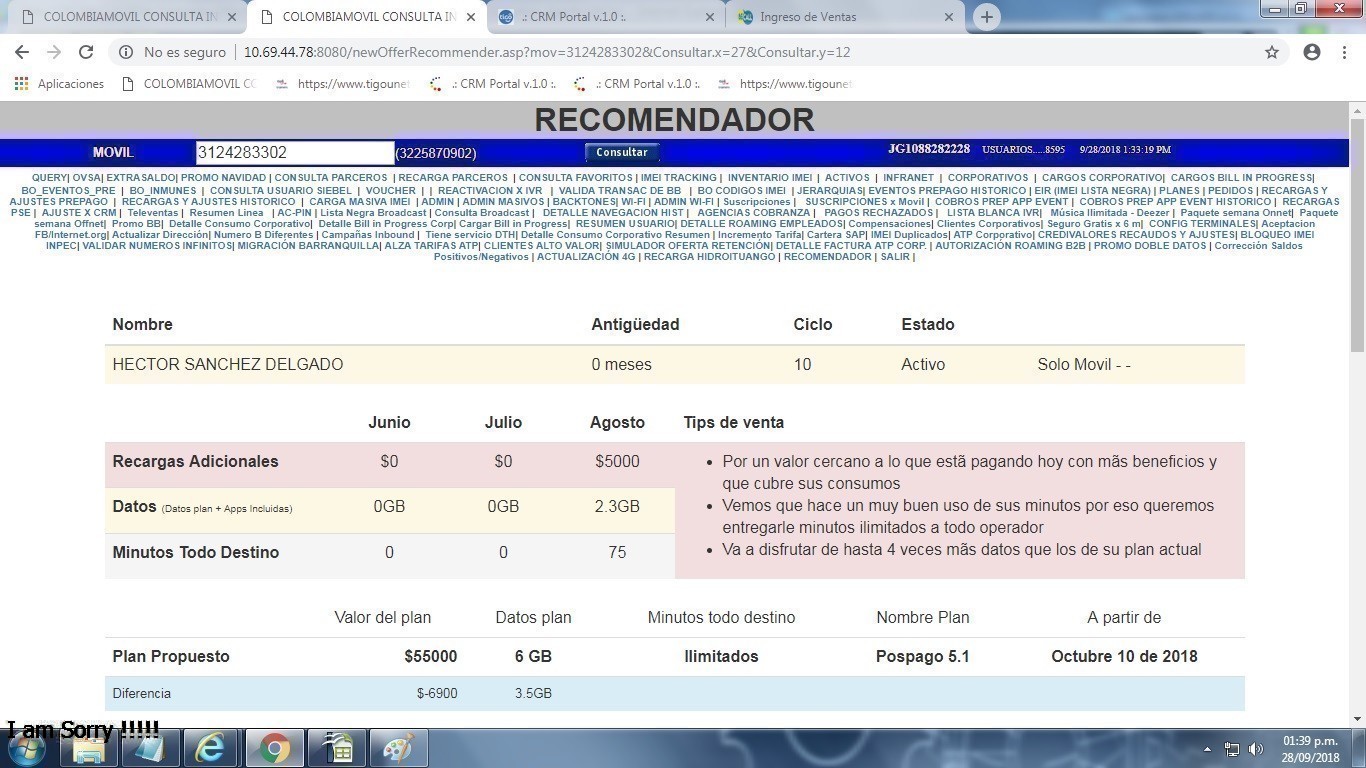 COLOMBIAMOVIL CONSULTA IN
COLOMBIAMOVIL CONSULTA IN
.: CRM Portal v.1.0 :.
Ingreso de Ventas
No es seguro | 10.69.44.78:8080/newOfferRecommender.asp?mov=3124283302&Consultar.x=27&Consultar.y=12
Aplicaciones
COLOMBIAMOVIL CO
https://www.tigoune
.: CRM Portal v.1.0 :.
.: CRM Portal v.1.0 :.
https://www.tigoune
RECOMENDADOR
MOVIL 3124283302 (3225870902) Consultar JG1088282228 USUARIOS.....8595 9/28/2018 1:33:19 PM
QUERY| OVSA| EXTRASALDO| PROMO NAVIDAD | CONSULTA PARCEROS | RECARGA PARCEROS | CONSULTA FAVORITOS | IMEI TRACKING | INVENTARIO IMEI | ACTIVOS | INFRANET | CORPORATIVOS | CARGOS CORPORATIVO| CARGOS BILL IN PROGRESS|
BO_EVENTOS_PRE | BO_INMUNES | CONSULTA USUARIO SIEBEL | VOUCHER | | REACTIVACION X IVR | VALIDA TRANSAC DE BB | BO CODIGOS IMEI | JERARQUIAS| EVENTOS PREPAGO HISTORICO | EIR (IMEI LISTA NEGRA) | PLANES | PEDIDOS | RECARGAS Y
AJUSTES PREPAGO | RECARGAS Y AJUSTES HISTORICO | CARGA MASIVA IMEI | ADMIN | ADMIN MASIVOS | BACKTONES| WI-FI | ADMIN WI-FI | Suscripciones | SUSCRIPCIONES x Movil | COBROS PREP APP EVENT | COBROS PREP APP EVENT HISTORICO | RECARGAS
PSE | AJUSTE X CRM | Televentas | Resumen Linea | AC-PIN | Lista Negra Broadcast | Consulta Broadcast | DETALLE NAVEGACION HIST | AGENCIAS COBRANZA | PAGOS RECHAZADOS | LISTA BLANCA IVR| Música Ilimitada - Deezer | Paquete semana Onnet| Paquete
semana Offnet| Promo BB| Detalle Consumo Corporativo| Detalle Bill in Progress Corp| Cargar Bill in Progress| RESUMEN USUARIO| DETALLE ROAMING EMPLEADOS| Compensaciones| Clientes Corporativos| Seguro Gratis x 6 m| CONFIG TERMINALES| Aceptacion
FB/Internet.org| Actualizar Dirección| Numero B Diferentes | Campañas Inbound | Tiene servicio DTH| Detalle Consumo Corporativo Resumen | Incremento Tarifa| Cartera SAP| IMEI Duplicados| ATP Corporativo| CREDIVALORES RECAUDOS Y AJUSTES| BLOQUEO IMEI
INPEC| VALIDAR NUMEROS INFINITOS| MIGRACIÓN BARRANQUILLA| ALZA TARIFAS ATP| CLIENTES ALTO VALOR| SIMULADOR OFERTA RETENCIÓN| DETALLE FACTURA ATP CORP. | AUTORIZACIÓN ROAMING B2B | PROMO DOBLE DATOS | Corrección Saldos
Positivos/Negativos | ACTUALIZACIÓN 4G | RECARGA HIDROITUANGO | RECOMENDADOR | SALIR |
Nombre Antigüedad Ciclo Estado
HECTOR SANCHEZ DELGADO 0 meses 10 Activo Solo Movil - -
Junio Julio Agosto Tips de venta
Recargas Adicionales $0 $0 $5000
Datos (Datos plan + Apps Incluidas) 0GB 0GB 2.3GB
Minutos Todo Destino 0 0 75
• Por un valor cercano a lo que estã pagando hoy con mãs beneficios y
que cubre sus consumos
• Vemos que hace un muy buen uso de sus minutos por eso queremos
entregarle minutos ilimitados a todo operador
• Va a disfrutar de hasta 4 veces mãs datos que los de su plan actual
Valor del plan Datos plan Minutos todo destino Nombre Plan A partir de
Plan Propuesto $55000 6 GB Ilimitados Pospago 5.1 Octubre 10 de 2018
Diferencia $-6900 3.5GB
I am Sorry !!!!!
01:39 p.m.
28/09/2018